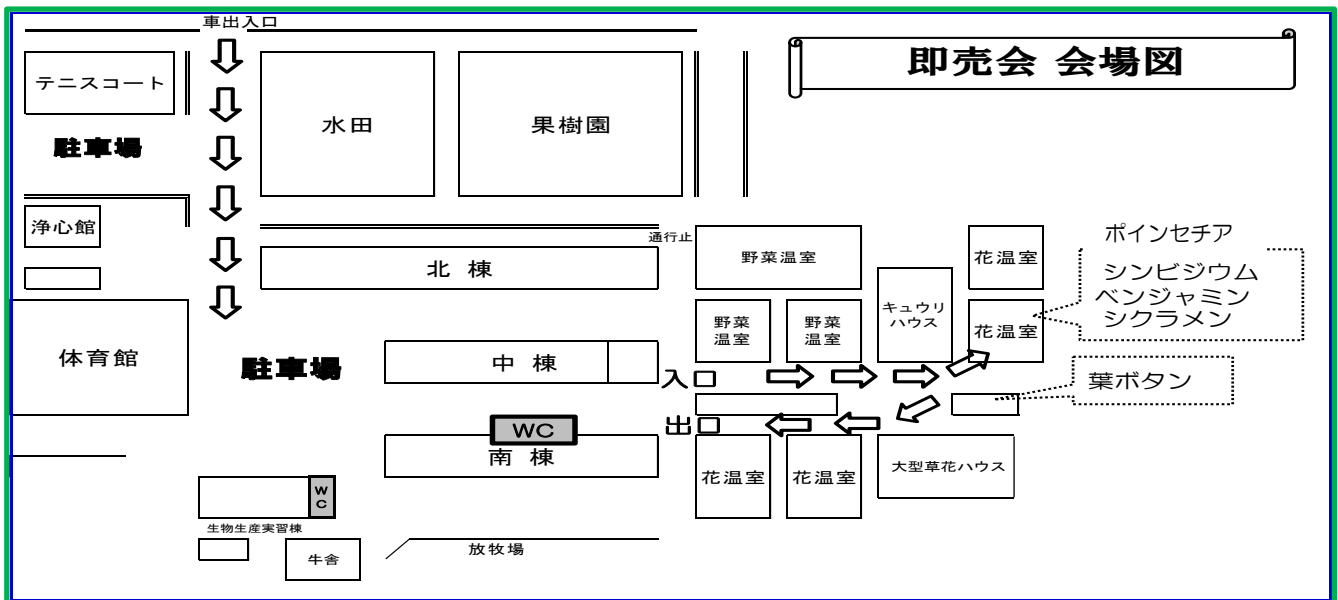 車出入口
即売会 会場図
テニスコート
駐車場
水田
果樹園
浄心館
通行止
北 棟
野菜温室
花温室
ポインセチア
シンビジウム
ベンジャミン
シクラメン
体育館
駐車場
中 棟
野菜
温室
野菜
温室
キュウリ
ハウス
花温室
入口
葉ボタン
出口
WC
南 棟
花温室
花温室
大型草花ハウス
W
C
生物生産実習棟
牛舎
放牧場